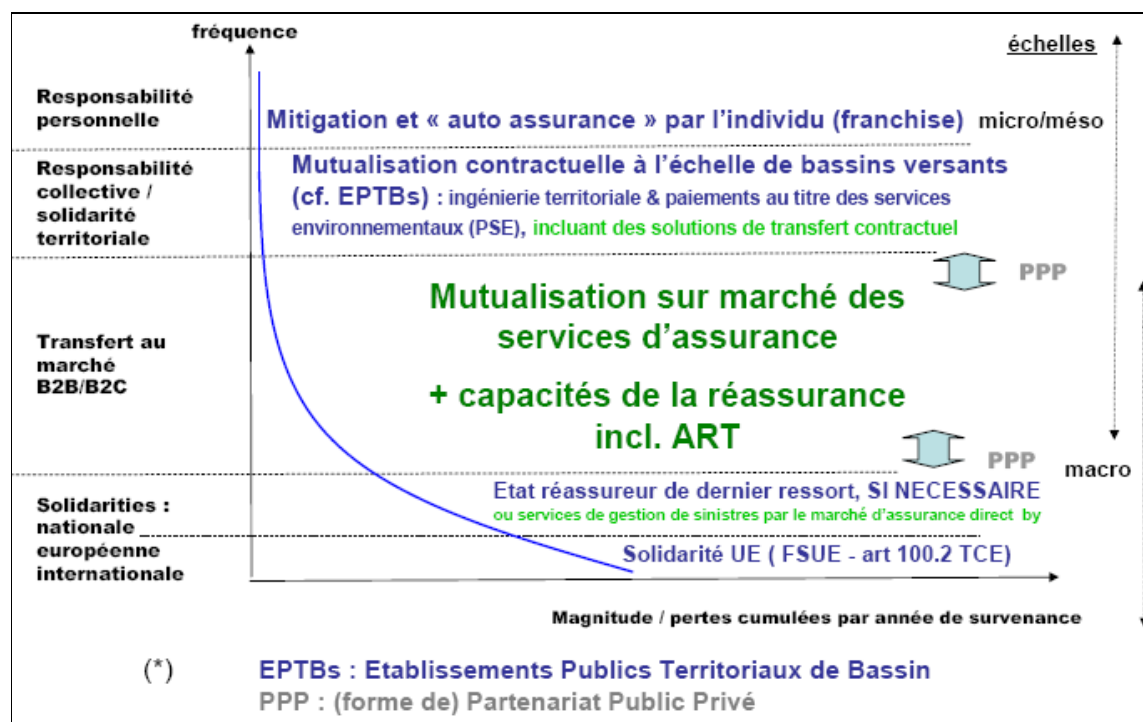 fréquence
échelles
Responsabilité
personnelle
Mitigation et « auto assurance » par l'individu (franchise)
micro/méso
Responsabilité
collective /
solidarité
territoriale
Mutualisation contractuelle à l'échelle de bassins versants
(cf. EPTBs) : ingénierie territoriale & paiements au titre des services
environnementaux (PSE), incluant des solutions de transfert contractuel
PPP
Transfert au
marché
B2B/B2C
Mutualisation sur marché des
services d'assurance
+ capacités de la réassurance
incl. ART
PPP
macro
Solidarities :
nationale
européenne
internationale
Etat réassureur de dernier ressort, SI NECESSAIRE
ou services de gestion de sinistres par le marché d'assurance direct by
Solidarité UE ( FSUE - art 100.2 TCE)
Magnitude / pertes cumulées par année de survenance
(*) EPTBs : Etablissements Publics Territoriaux de Bassin
PPP : (forme de) Partenariat Public Privé